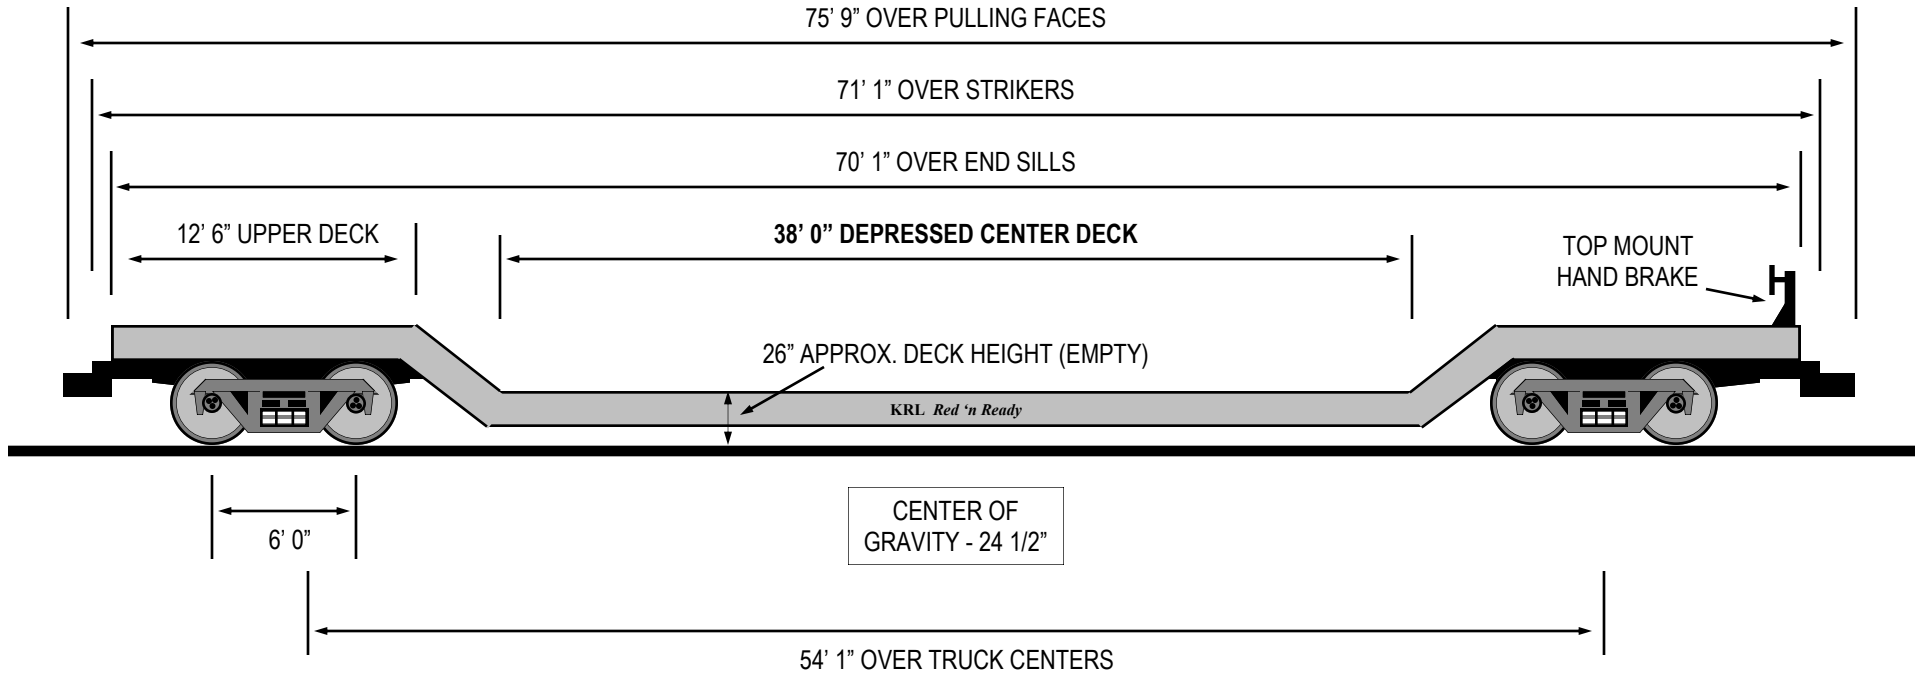 75’ 9” OVER PULLING FACES
71’ 1” OVER STRIKERS
70’ 1” OVER END SILLS
12’ 6” UPPER DECK
38’ 0” DEPRESSED CENTER DECK
TOP MOUNT
HAND BRAKE
26” APPROX. DECK HEIGHT (EMPTY)
KRL Red ‘n Ready
6’ 0”
CENTER OF
GRAVITY - 24 1/2”
54’ 1” OVER TRUCK CENTERS